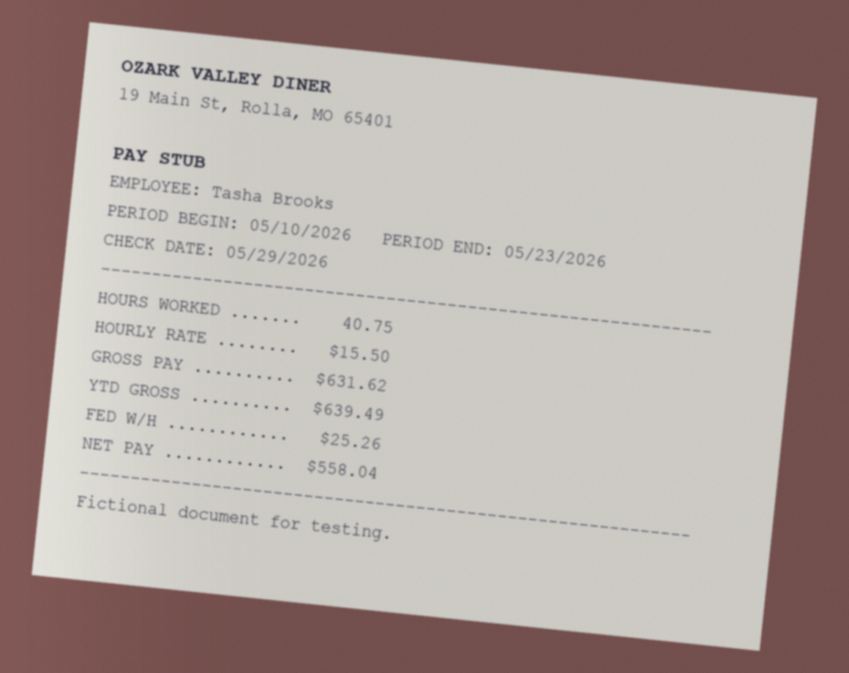 OZARK VALLEY DINER
19 Main St, Rolla, MO 65401
PAY STUB
EMPLOYEE: Tasha Brooks
PERIOD BEGIN: 05/10/2026 PERIOD END: 05/23/2026
CHECK DATE: 05/29/2026
------------------------------------------------------------
HOURS WORKED ....... 40.75
HOURLY RATE ........ $15.50
GROSS PAY .......... $631.62
YTD GROSS .......... $639.49
FED W/H ............ $25.26
NET PAY ............ $558.04
------------------------------------------------------------
Fictional document for testing.